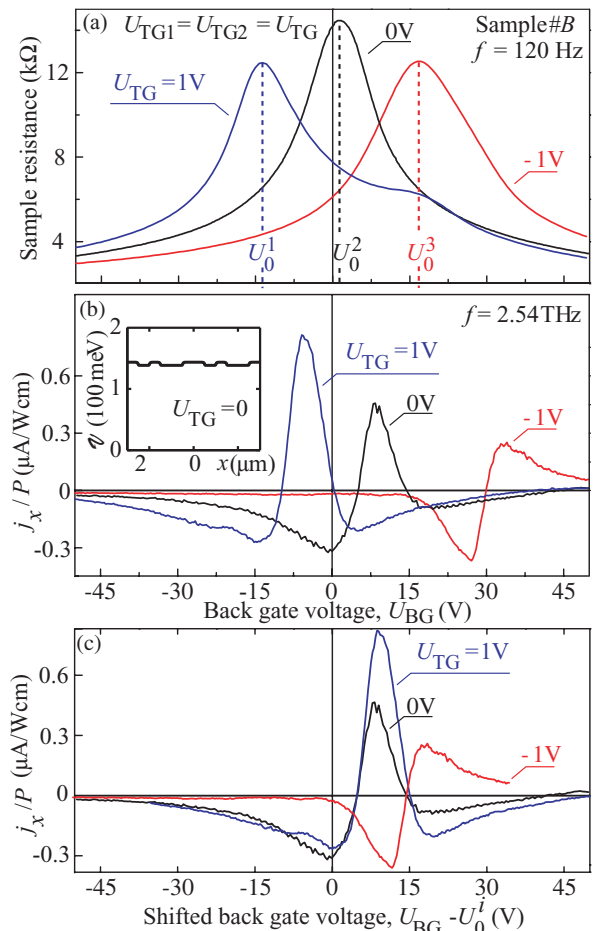 (a) U_TG1 = U_TG2 = U_TG 0V Sample#B
f = 120 Hz
U_TG = 1V
-1V
Sample resistance (kΩ)
12
8
4
U_0^1 U_0^2 U_0^3
(b) f = 2.54 THz
U_TG = 1V
0V
-1V
𝒱 (100 meV)
2
1
0
U_TG = 0
2 0 x (μm)
j_x / P (μA/Wcm)
0.6
0.3
0
-0.3
-45 -30 -15 0 15 30 45
Back gate voltage, U_BG (V)
(c) U_TG = 1V
0V
-1V
j_x/P (μA/Wcm)
0.6
0.3
0
-0.3
-45 -30 -15 0 15 30 45
Shifted back gate voltage, U_BG -U_0^i (V)